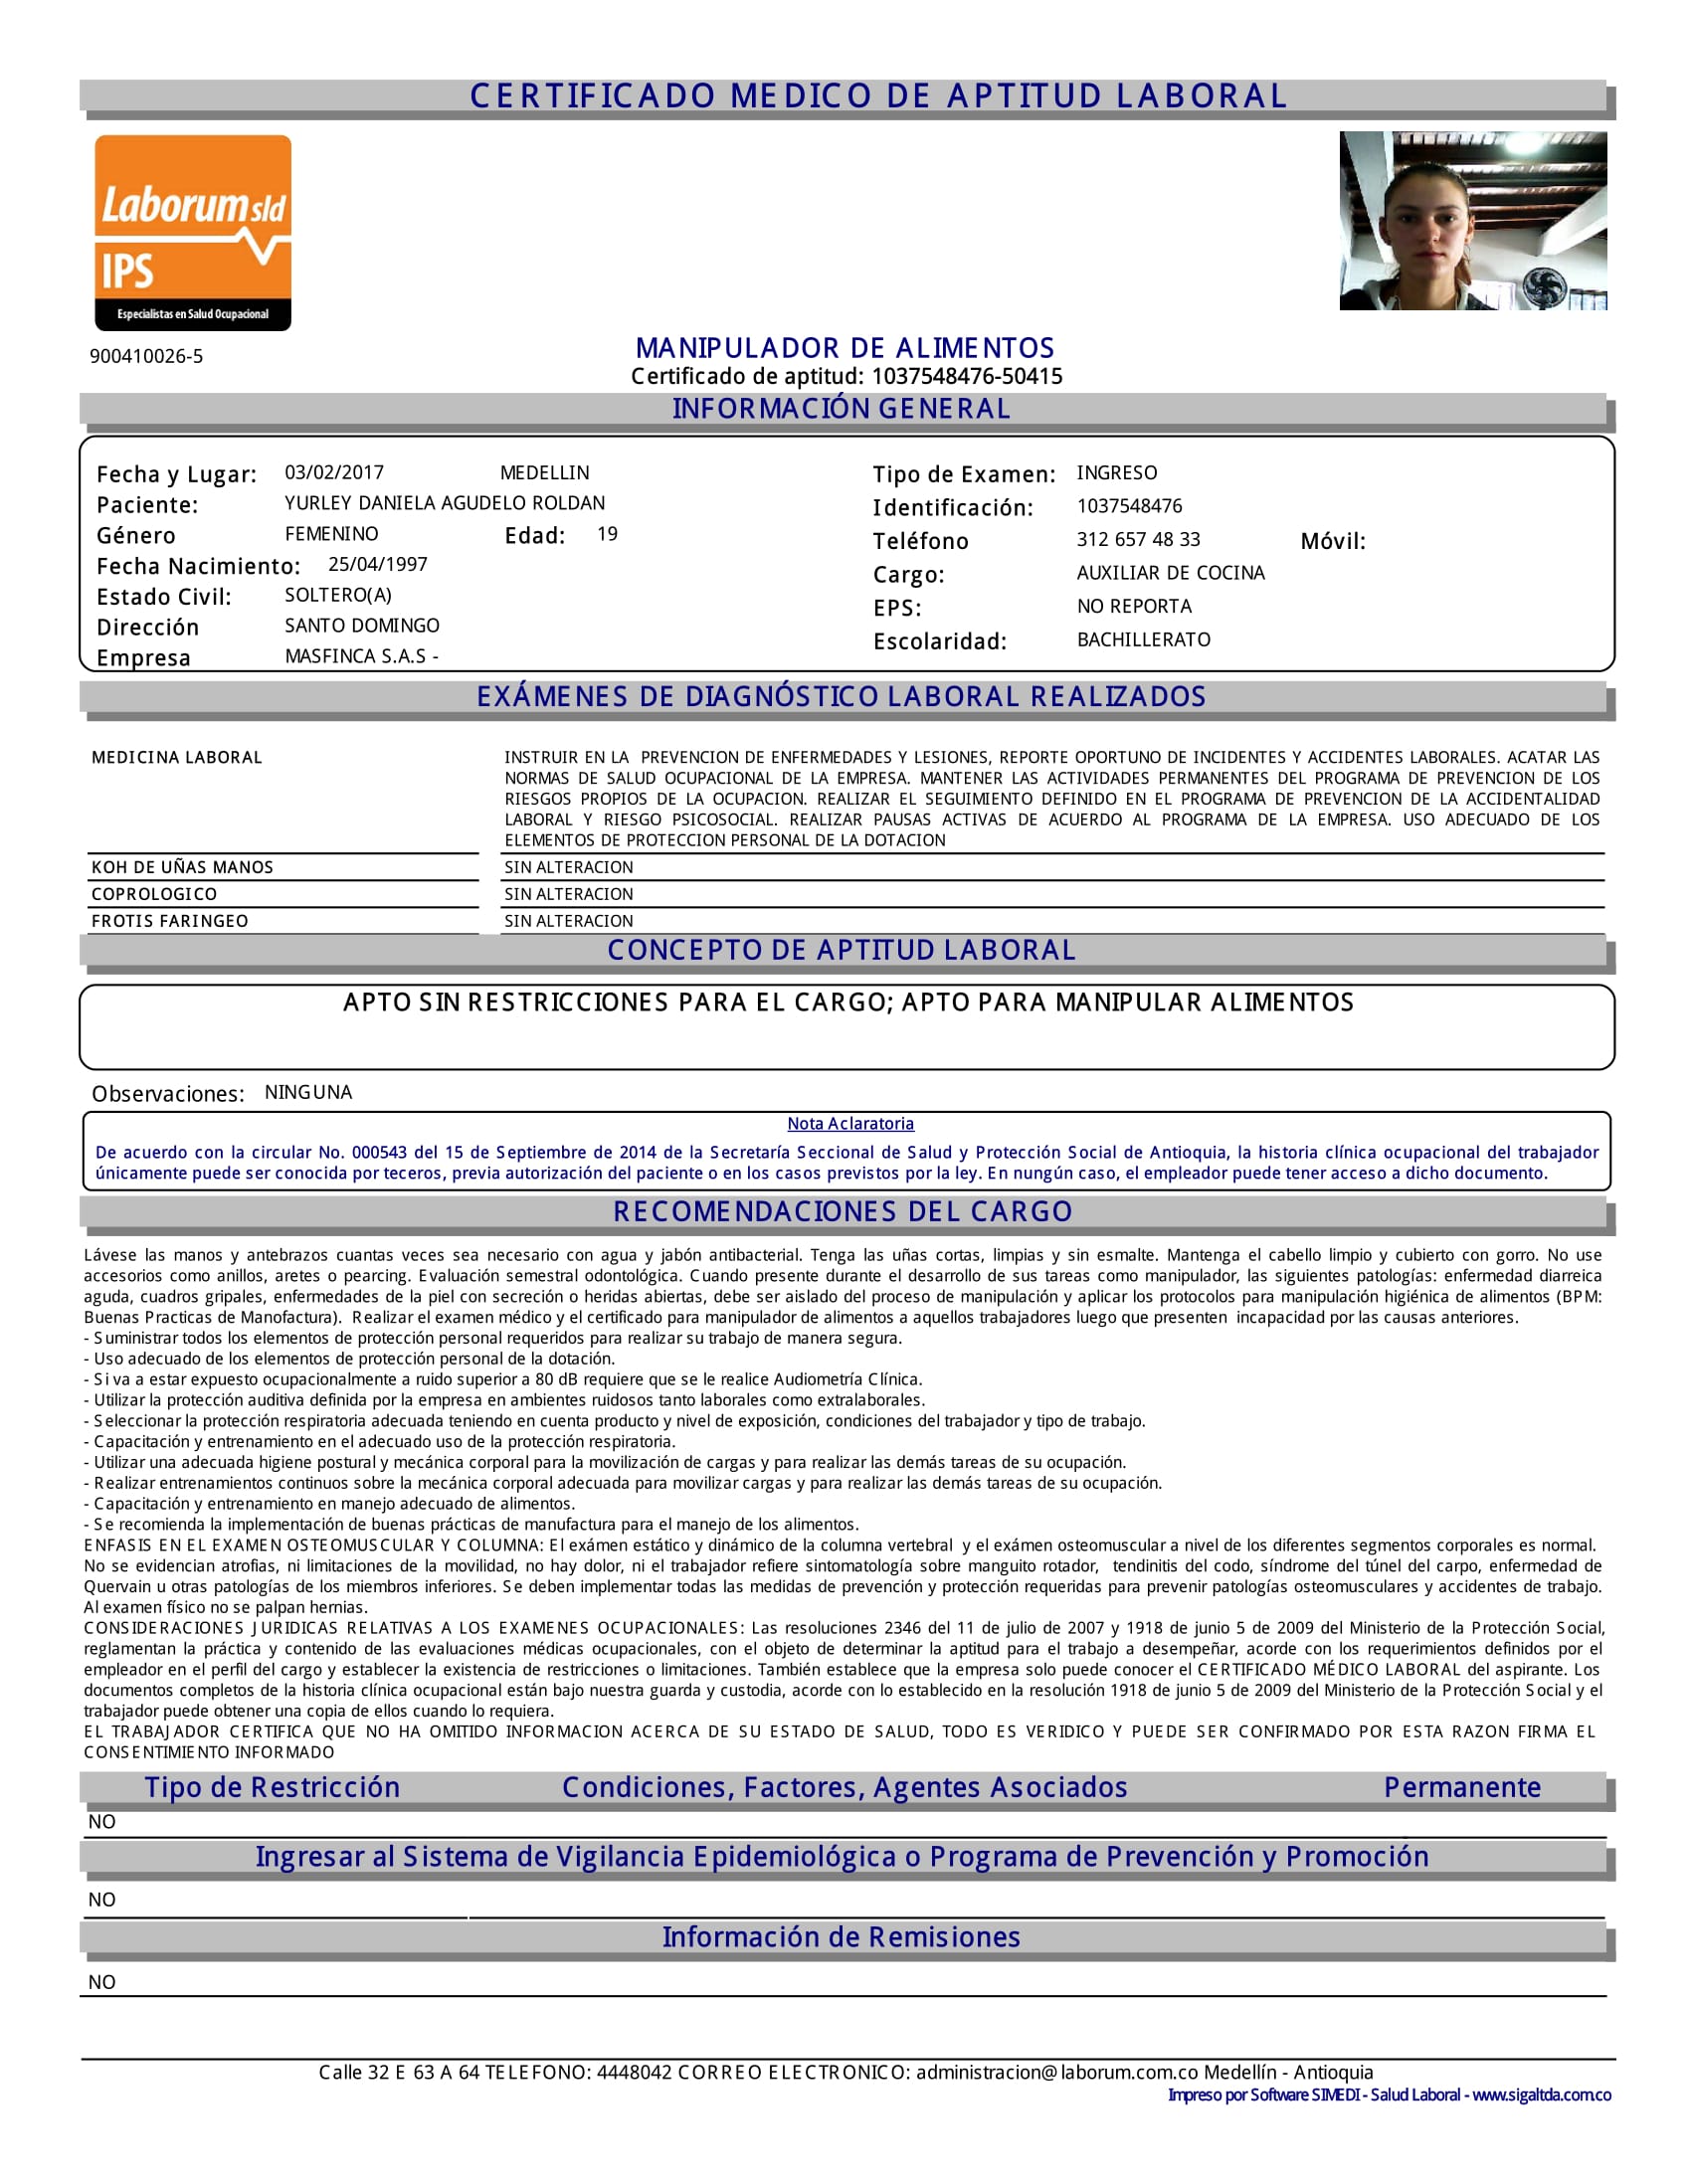 CERTIFICADO MEDICO DE APTITUD LABORAL
Laborum sld
IPS
Especialistas en Salud Ocupacional
900410026-5
MANIPULADOR DE ALIMENTOS
Certificado de aptitud: 1037548476-50415
INFORMACIÓN GENERAL
Fecha y Lugar: 03/02/2017 MEDELLIN Tipo de Examen: INGRESO
Paciente: YURLEY DANIELA AGUDELO ROLDAN Identificación: 1037548476
Género FEMENINO Edad: 19 Teléfono 312 657 48 33 Móvil:
Fecha Nacimiento: 25/04/1997 Cargo: AUXILIAR DE COCINA
Estado Civil: SOLTERO(A) EPS: NO REPORTA
Dirección SANTO DOMINGO Escolaridad: BACHILLERATO
Empresa MASFINCA S.A.S -
EXÁMENES DE DIAGNÓSTICO LABORAL REALIZADOS
MEDICINA LABORAL INSTRUIR EN LA PREVENCION DE ENFERMEDADES Y LESIONES, REPORTE OPORTUNO DE INCIDENTES Y ACCIDENTES LABORALES. ACATAR LAS
NORMAS DE SALUD OCUPACIONAL DE LA EMPRESA. MANTENER LAS ACTIVIDADES PERMANENTES DEL PROGRAMA DE PREVENCION DE LOS
RIESGOS PROPIOS DE LA OCUPACION. REALIZAR EL SEGUIMIENTO DEFINIDO EN EL PROGRAMA DE PREVENCION DE LA ACCIDENTALIDAD
LABORAL Y RIESGO PSICOSOCIAL. REALIZAR PAUSAS ACTIVAS DE ACUERDO AL PROGRAMA DE LA EMPRESA. USO ADECUADO DE LOS
ELEMENTOS DE PROTECCION PERSONAL DE LA DOTACION
KOH DE UÑAS MANOS SIN ALTERACION
COPROLOGICO SIN ALTERACION
FROTIS FARINGEO SIN ALTERACION
CONCEPTO DE APTITUD LABORAL
APTO SIN RESTRICCIONES PARA EL CARGO; APTO PARA MANIPULAR ALIMENTOS
Observaciones: NINGUNA
Nota Aclaratoria
De acuerdo con la circular No. 000543 del 15 de Septiembre de 2014 de la Secretaría Seccional de Salud y Protección Social de Antioquia, la historia clínica ocupacional del trabajador
únicamente puede ser conocida por teceros, previa autorización del paciente o en los casos previstos por la ley. En nungún caso, el empleador puede tener acceso a dicho documento.
RECOMENDACIONES DEL CARGO
Lávese las manos y antebrazos cuantas veces sea necesario con agua y jabón antibacterial. Tenga las uñas cortas, limpias y sin esmalte. Mantenga el cabello limpio y cubierto con gorro. No use
accesorios como anillos, aretes o pearcing. Evaluación semestral odontológica. Cuando presente durante el desarrollo de sus tareas como manipulador, las siguientes patologías: enfermedad diarreica
aguda, cuadros gripales, enfermedades de la piel con secreción o heridas abiertas, debe ser aislado del proceso de manipulación y aplicar los protocolos para manipulación higiénica de alimentos (BPM:
Buenas Practicas de Manofactura). Realizar el examen médico y el certificado para manipulador de alimentos a aquellos trabajadores luego que presenten incapacidad por las causas anteriores.
- Suministrar todos los elementos de protección personal requeridos para realizar su trabajo de manera segura.
- Uso adecuado de los elementos de protección personal de la dotación.
- Si va a estar expuesto ocupacionalmente a ruido superior a 80 dB requiere que se le realice Audiometría Clínica.
- Utilizar la protección auditiva definida por la empresa en ambientes ruidosos tanto laborales como extralaborales.
- Seleccionar la protección respiratoria adecuada teniendo en cuenta producto y nivel de exposición, condiciones del trabajador y tipo de trabajo.
- Capacitación y entrenamiento en el adecuado uso de la protección respiratoria.
- Utilizar una adecuada higiene postural y mecánica corporal para la movilización de cargas y para realizar las demás tareas de su ocupación.
- Realizar entrenamientos continuos sobre la mecánica corporal adecuada para movilizar cargas y para realizar las demás tareas de su ocupación.
- Capacitación y entrenamiento en manejo adecuado de alimentos.
- Se recomienda la implementación de buenas prácticas de manufactura para el manejo de los alimentos.
ENFASIS EN EL EXAMEN OSTEOMUSCULAR Y COLUMNA: El exámen estático y dinámico de la columna vertebral y el exámen osteomuscular a nivel de los diferentes segmentos corporales es normal.
No se evidencian atrofias, ni limitaciones de la movilidad, no hay dolor, ni el trabajador refiere sintomatología sobre manguito rotador, tendinitis del codo, síndrome del túnel del carpo, enfermedad de
Quervain u otras patologías de los miembros inferiores. Se deben implementar todas las medidas de prevención y protección requeridas para prevenir patologías osteomusculares y accidentes de trabajo.
Al examen físico no se palpan hernias.
CONSIDERACIONES JURIDICAS RELATIVAS A LOS EXAMENES OCUPACIONALES: Las resoluciones 2346 del 11 de julio de 2007 y 1918 de junio 5 de 2009 del Ministerio de la Protección Social,
reglamentan la práctica y contenido de las evaluaciones médicas ocupacionales, con el objeto de determinar la aptitud para el trabajo a desempeñar, acorde con los requerimientos definidos por el
empleador en el perfil del cargo y establecer la existencia de restricciones o limitaciones. También establece que la empresa solo puede conocer el CERTIFICADO MÉDICO LABORAL del aspirante. Los
documentos completos de la historia clínica ocupacional están bajo nuestra guarda y custodia, acorde con lo establecido en la resolución 1918 de junio 5 de 2009 del Ministerio de la Protección Social y el
trabajador puede obtener una copia de ellos cuando lo requiera.
EL TRABAJADOR CERTIFICA QUE NO HA OMITIDO INFORMACION ACERCA DE SU ESTADO DE SALUD, TODO ES VERIDICO Y PUEDE SER CONFIRMADO POR ESTA RAZON FIRMA EL
CONSENTIMIENTO INFORMADO
Tipo de Restricción Condiciones, Factores, Agentes Asociados Permanente
NO
Ingresar al Sistema de Vigilancia Epidemiológica o Programa de Prevención y Promoción
NO
Información de Remisiones
NO
Calle 32 E 63 A 64 TELEFONO: 4448042 CORREO ELECTRONICO: administracion@laborum.com.co Medellín - Antioquia
Impreso por Software SIMEDI - Salud Laboral - www.sigaltda.com.co